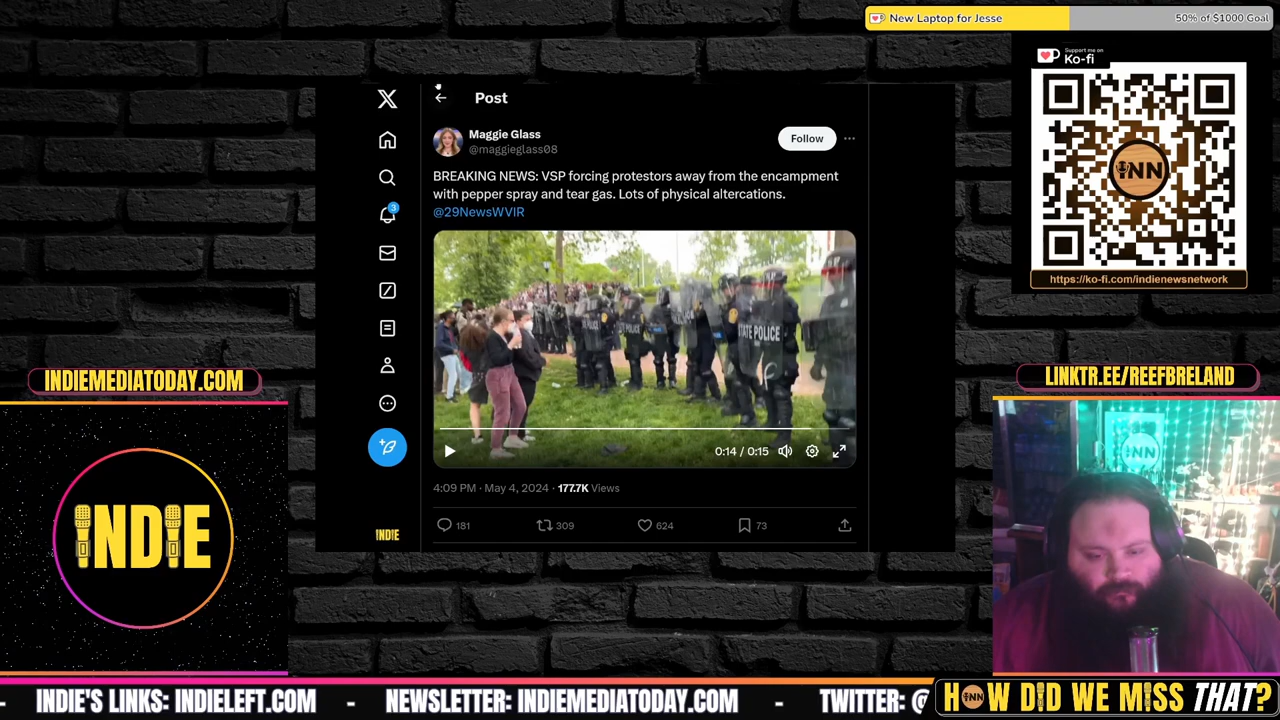 New Laptop for Jesse
50% of $1000 Goal
Support me on
Ko-fi
INN
https://ko-fi.com/indienewsnetwork
Post
Maggie Glass
@maggieglass08
Follow
BREAKING NEWS: VSP forcing protestors away from the encampment
with pepper spray and tear gas. Lots of physical altercations.
@29NewsWVIR
3
STATE POLICE
0:14 / 0:15
4:09 PM · May 4, 2024 · 177.7K Views
181
309
624
73
INDIE
INDIEMEDIATODAY.COM
LINKTR.EE/REEFBRELAND
INDIE
INN
- INDIE'S LINKS: INDIELEFT.COM - NEWSLETTER: INDIEMEDIATODAY.COM - TWITTER: @
HOW DID WE MISS THAT?